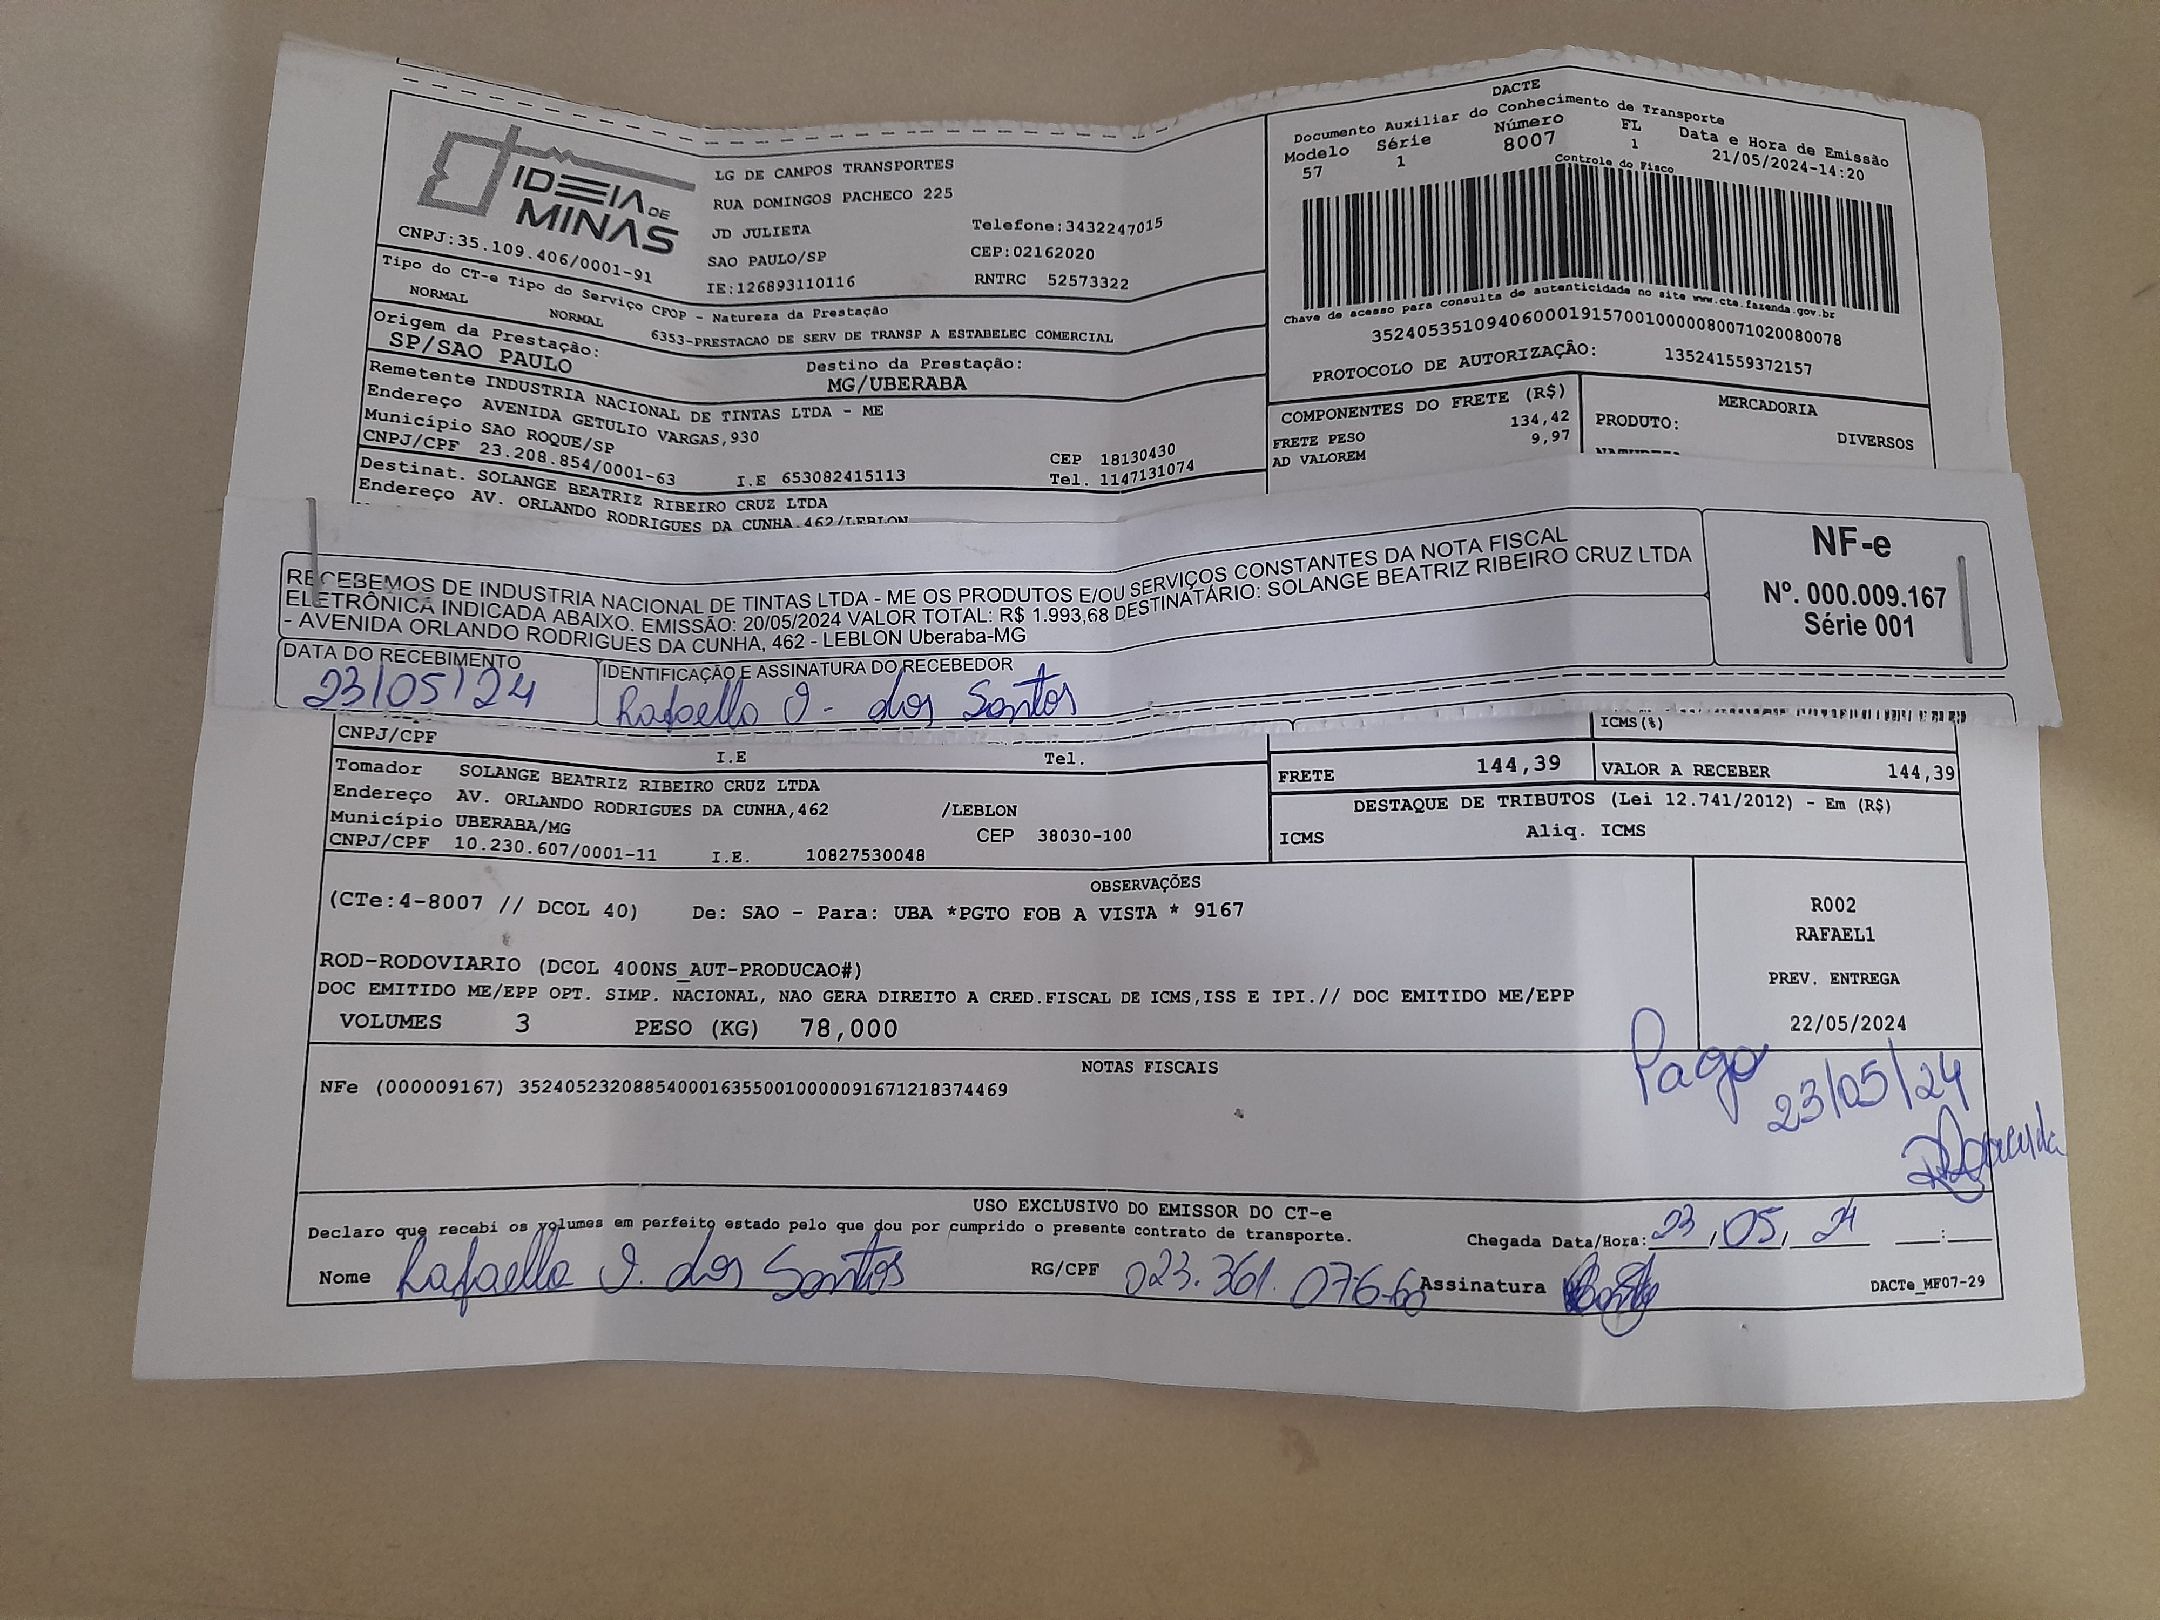 DACTE
Documento Auxiliar do Conhecimento de Transporte
Modelo Série Número FL Data e Hora de Emissão
57 1 8007 1 21/05/2024-14:20
Controle do Fisco
Chave de acesso para consulta de autenticidade no site www.cte.fazenda.gov.br
35240535109406000191570010000080071020080078
PROTOCOLO DE AUTORIZAÇÃO: 135241559372157
IDEIA DE
MINAS
CNPJ:35.109.406/0001-91
LG DE CAMPOS TRANSPORTES
RUA DOMINGOS PACHECO 225
JD JULIETA Telefone:3432247015
SAO PAULO/SP CEP:02162020
IE:126893110116 RNTRC 52573322
Tipo do CT-e Tipo do Serviço CFOP - Natureza da Prestação
NORMAL NORMAL 6353-PRESTACAO DE SERV DE TRANSP A ESTABELEC COMERCIAL
Origem da Prestação: Destino da Prestação:
SP/SAO PAULO MG/UBERABA
Remetente INDUSTRIA NACIONAL DE TINTAS LTDA - ME
Endereço AVENIDA GETULIO VARGAS,930
Município SAO ROQUE/SP CEP 18130430
CNPJ/CPF 23.208.854/0001-63 I.E 653082415113 Tel. 1147131074
Destinat. SOLANGE BEATRIZ RIBEIRO CRUZ LTDA
Endereço AV. ORLANDO RODRIGUES DA CUNHA,462/LEBLON
COMPONENTES DO FRETE (R$)
FRETE PESO 134,42
AD VALOREM 9,97
MERCADORIA
PRODUTO: DIVERSOS
RECEBEMOS DE INDUSTRIA NACIONAL DE TINTAS LTDA - ME OS PRODUTOS E/OU SERVIÇOS CONSTANTES DA NOTA FISCAL
ELETRÔNICA INDICADA ABAIXO. EMISSÃO: 20/05/2024 VALOR TOTAL: R$ 1.993,68 DESTINATÁRIO: SOLANGE BEATRIZ RIBEIRO CRUZ LTDA
- AVENIDA ORLANDO RODRIGUES DA CUNHA, 462 - LEBLON Uberaba-MG
NF-e
Nº. 000.009.167
Série 001
DATA DO RECEBIMENTO IDENTIFICAÇÃO E ASSINATURA DO RECEBEDOR
23/05/24 Rafaella I. dos Santos
CNPJ/CPF I.E Tel.
ICMS(%)
Tomador SOLANGE BEATRIZ RIBEIRO CRUZ LTDA
Endereço AV. ORLANDO RODRIGUES DA CUNHA,462 /LEBLON
Município UBERABA/MG CEP 38030-100
CNPJ/CPF 10.230.607/0001-11 I.E. 10827530048
FRETE 144,39 VALOR A RECEBER 144,39
DESTAQUE DE TRIBUTOS (Lei 12.741/2012) - Em (R$)
ICMS Aliq. ICMS
OBSERVAÇÕES
(CTe:4-8007 // DCOL 40) De: SAO - Para: UBA *PGTO FOB A VISTA * 9167
ROD-RODOVIARIO (DCOL 400NS_AUT-PRODUCAO#)
DOC EMITIDO ME/EPP OPT. SIMP. NACIONAL, NAO GERA DIREITO A CRED.FISCAL DE ICMS,ISS E IPI.// DOC EMITIDO ME/EPP
VOLUMES 3 PESO (KG) 78,000
R002
RAFAEL1
PREV. ENTREGA
22/05/2024
NOTAS FISCAIS
NFe (000009167) 35240523208854000163550010000091671218374469
Pago 23/05/24
USO EXCLUSIVO DO EMISSOR DO CT-e
Declaro que recebi os volumes em perfeito estado pelo que dou por cumprido o presente contrato de transporte. Chegada Data/Hora: 23/05/24 __:__
Nome Rafaella I. dos Santos RG/CPF 023.361.076-60 Assinatura
DACTe_MF07-29